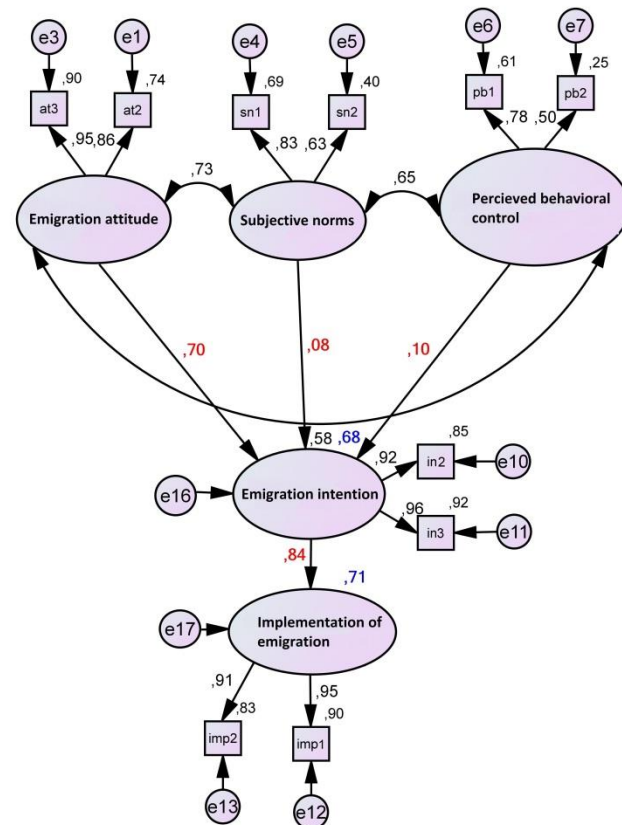 e3
e1
e4
e5
e6
e7
,90
,74
,69
,40
,61
,25
at3
at2
sn1
sn2
pb1
pb2
,95
,86
,83
,63
,78
,50
,73
,65
Emigration attitude
Subjective norms
Percieved behavioral
control
,70
,08
,10
,58
,68
,85
,92
in2
e10
Emigration intention
e16
,96
,92
in3
e11
,84
,71
Implementation of
emigration
e17
,91
,95
,83
,90
imp2
imp1
e13
e12